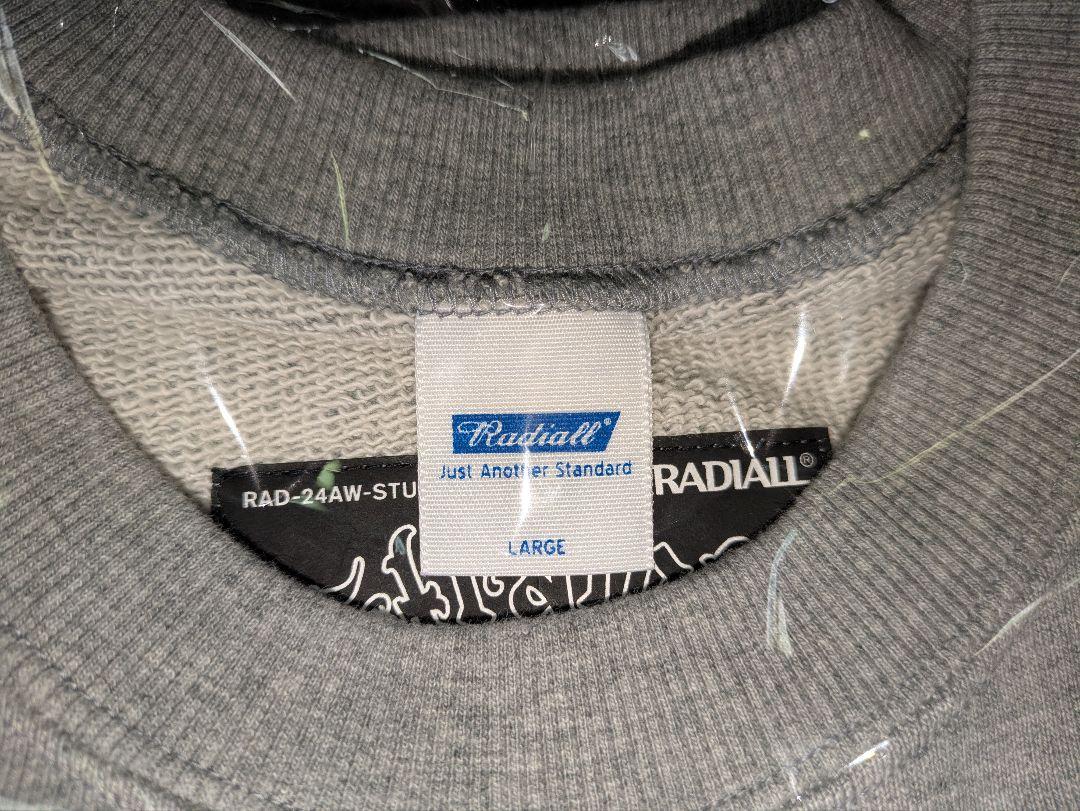 Radiall®
Just Another Standard
LARGE
RAD-24AW-STU
RADIALL®